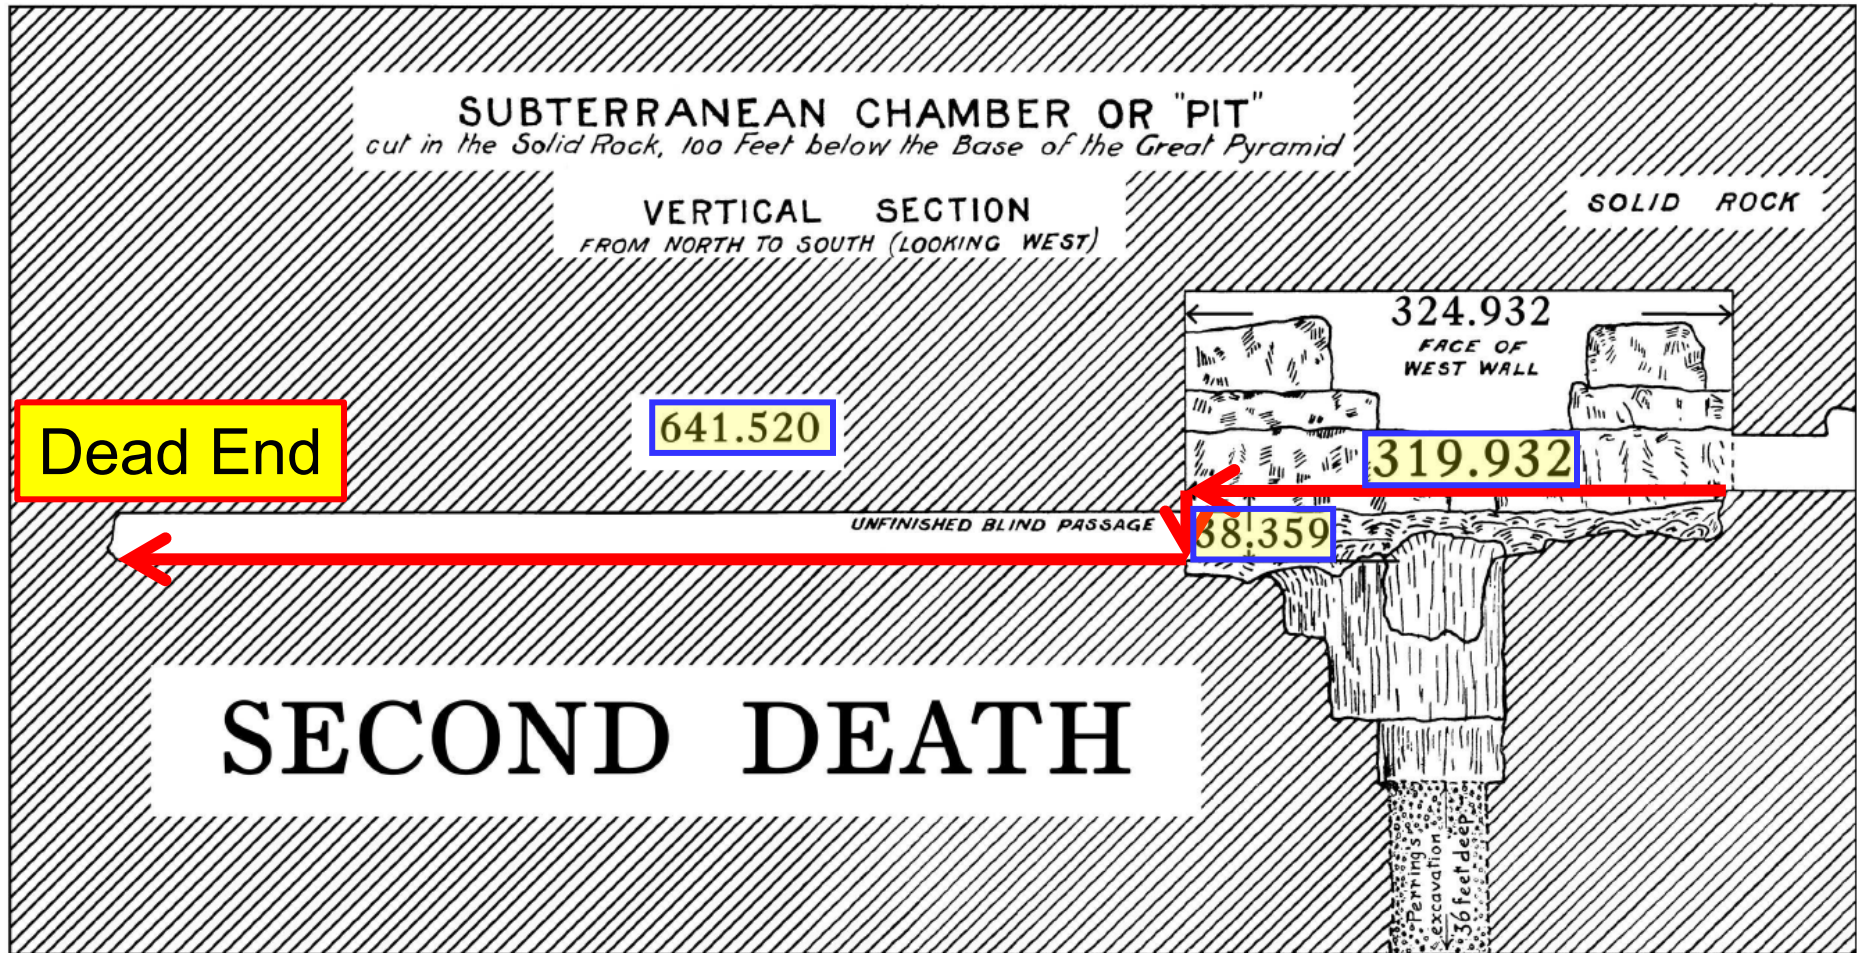 SUBTERRANEAN CHAMBER OR "PIT"
cut in the Solid Rock, 100 Feet below the Base of the Great Pyramid
VERTICAL SECTION
FROM NORTH TO SOUTH (LOOKING WEST)
SOLID ROCK
324.932
FACE OF
WEST WALL
Dead End
641.520
319.932
UNFINISHED BLIND PASSAGE
38.359
SECOND DEATH
Perring's
excavation
36 feet deep